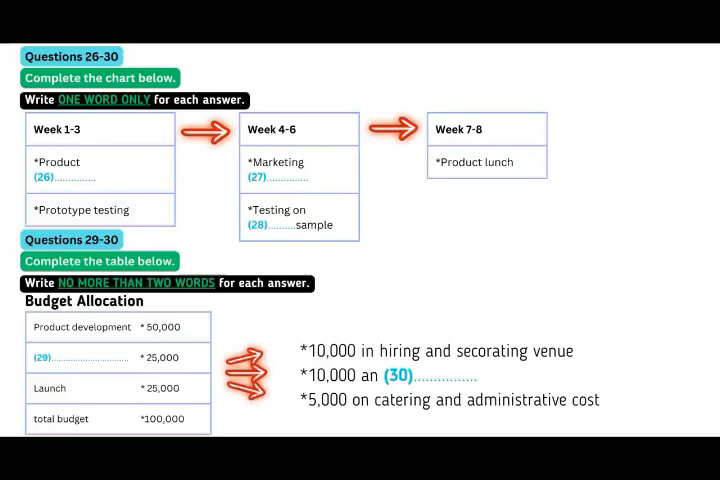 Questions 26-30
Complete the chart below.
Write ONE WORD ONLY for each answer.
Week 1-3
*Product
(26)...............
*Prototype testing
Week 4-6
*Marketing
(27)...............
*Testing on
(28)..........sample
Week 7-8
*Product lunch
Questions 29-30
Complete the table below.
Write NO MORE THAN TWO WORDS for each answer.
Budget Allocation
Product development * 50,000
(29).............................. * 25,000
Launch * 25,000
total budget *100,000
*10,000 in hiring and secorating venue
*10,000 an (30)...............
*5,000 on catering and administrative cost